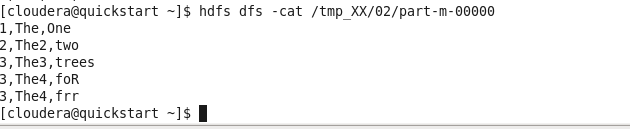 [cloudera@quickstart ~]$ hdfs dfs -cat /tmp_XX/02/part-m-00000
1,The,One
2,The2,two
3,The3,trees
3,The4,foR
3,The4,frr
[cloudera@quickstart ~]$